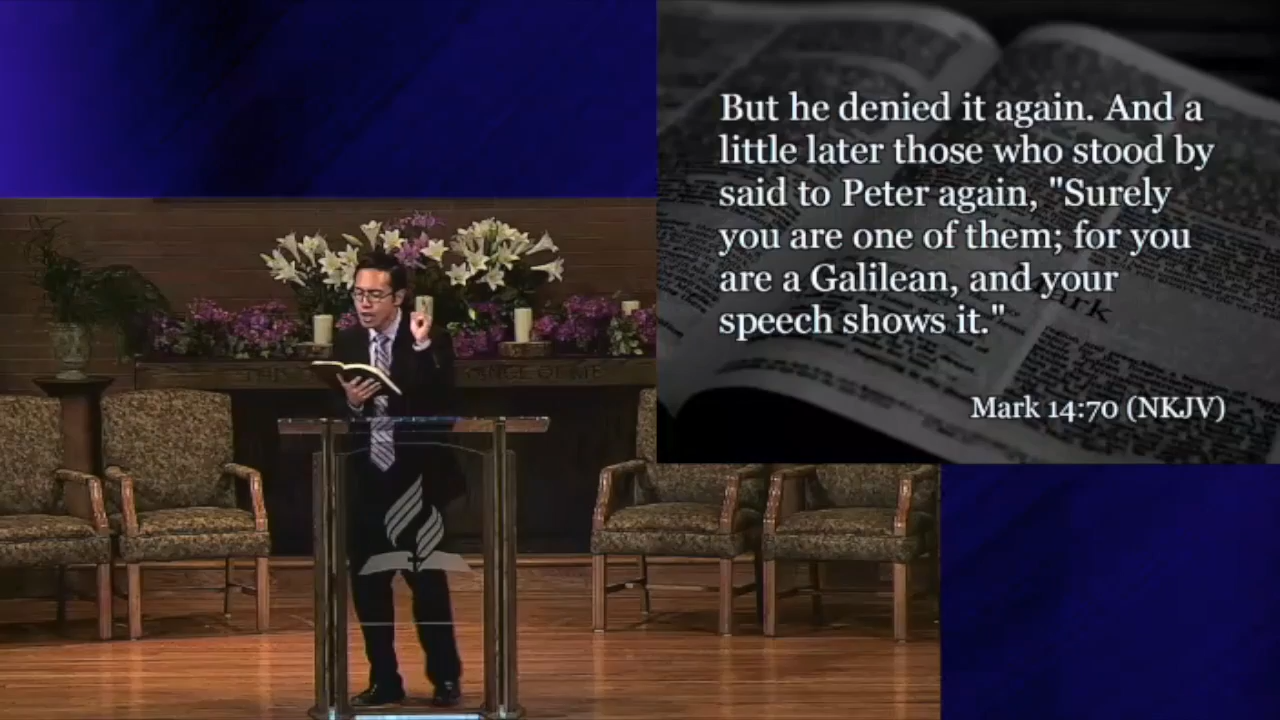 But he denied it again. And a
little later those who stood by
said to Peter again, "Surely
you are one of them; for you
are a Galilean, and your
speech shows it."
Mark 14:70 (NKJV)